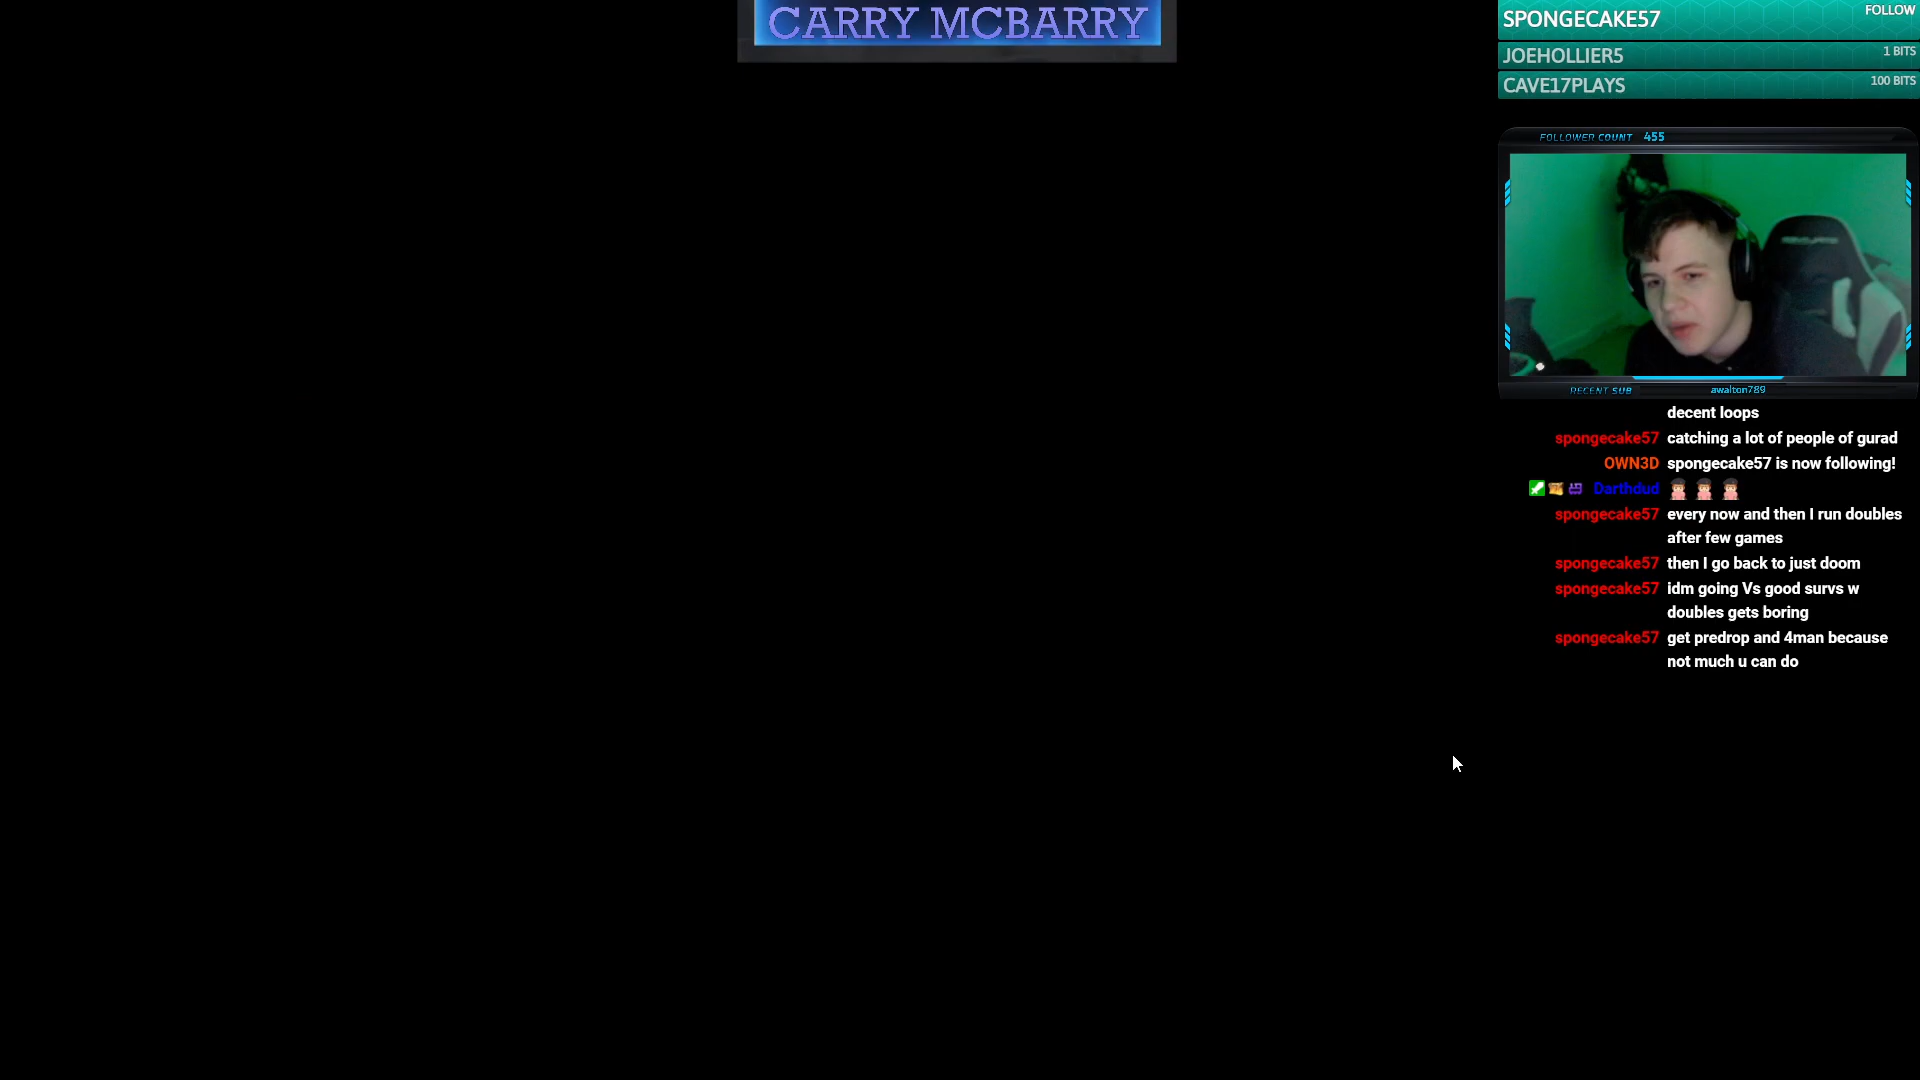 CARRY MCBARRY
SPONGECAKE57 FOLLOW
JOEHOLLIER5 1 BITS
CAVE17PLAYS 100 BITS
FOLLOWER COUNT 455
RECENT SUB awalton789
decent loops
spongecake57 catching a lot of people of gurad
OWN3D spongecake57 is now following!
Darthdud
spongecake57 every now and then I run doubles
after few games
spongecake57 then I go back to just doom
spongecake57 idm going Vs good survs w
doubles gets boring
spongecake57 get predrop and 4man because
not much u can do